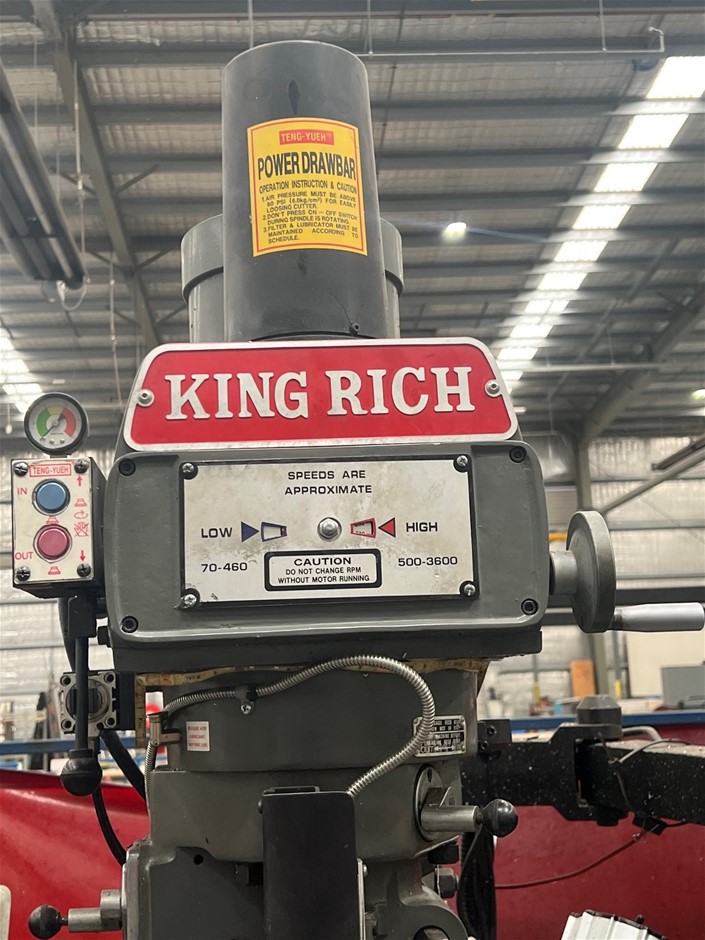 TENG-YUEH
POWER DRAWBAR
OPERATION INSTRUCTION & CAUTION
1.AIR PRESSURE MUST BE ABOVE
80 PSI (6.0kg/cm²) FOR EASILY
LOOSING CUTTER.
2.DON'T PRESS ON — OFF SWITCH
DURING SPINDLE IS ROTATING.
3.FILTER & LUBRICATOR MUST BE
MAINTAINED ACCORDING TO
SCHEDULE.
KING RICH
TENG-YUEH
IN
OUT
SPEEDS ARE
APPROXIMATE
LOW
HIGH
70-460
500-3600
CAUTION
DO NOT CHANGE RPM
WITHOUT MOTOR RUNNING